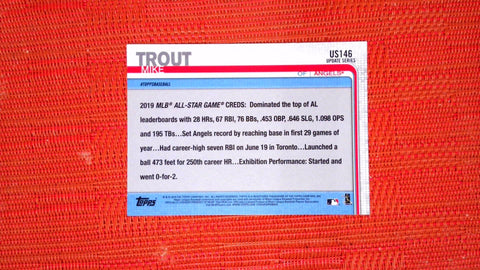 TROUT
MIKE
US146
UPDATE SERIES
OF | ANGELS®
#TOPPSBASEBALL
2019 MLB® ALL-STAR GAME® CREDS: Dominated the top of AL
leaderboards with 28 HRs, 67 RBI, 76 BBs, .453 OBP, .646 SLG, 1.098 OPS
and 195 TBs...Set Angels record by reaching base in first 29 games of
year...Had career-high seven RBI on June 19 in Toronto...Launched a
ball 473 feet for 250th career HR...Exhibition Performance: Started and
went 0-for-2.
Topps